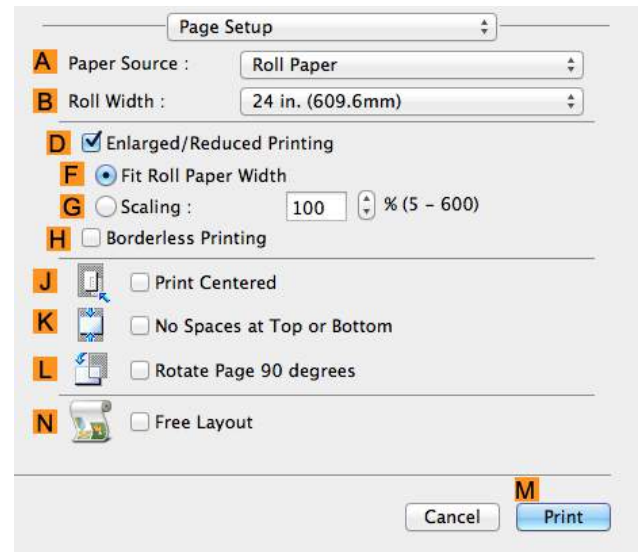 Page Setup
A Paper Source : Roll Paper
B Roll Width : 24 in. (609.6mm)
D Enlarged/Reduced Printing
F Fit Roll Paper Width
G Scaling : 100 % (5 - 600)
H Borderless Printing
J Print Centered
K No Spaces at Top or Bottom
L Rotate Page 90 degrees
N Free Layout
M
Cancel Print